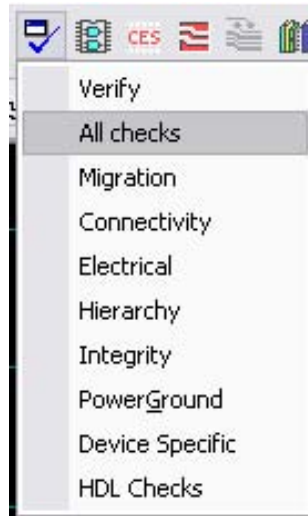 CES
Verify
All checks
Migration
Connectivity
Electrical
Hierarchy
Integrity
PowerGround
Device Specific
HDL Checks